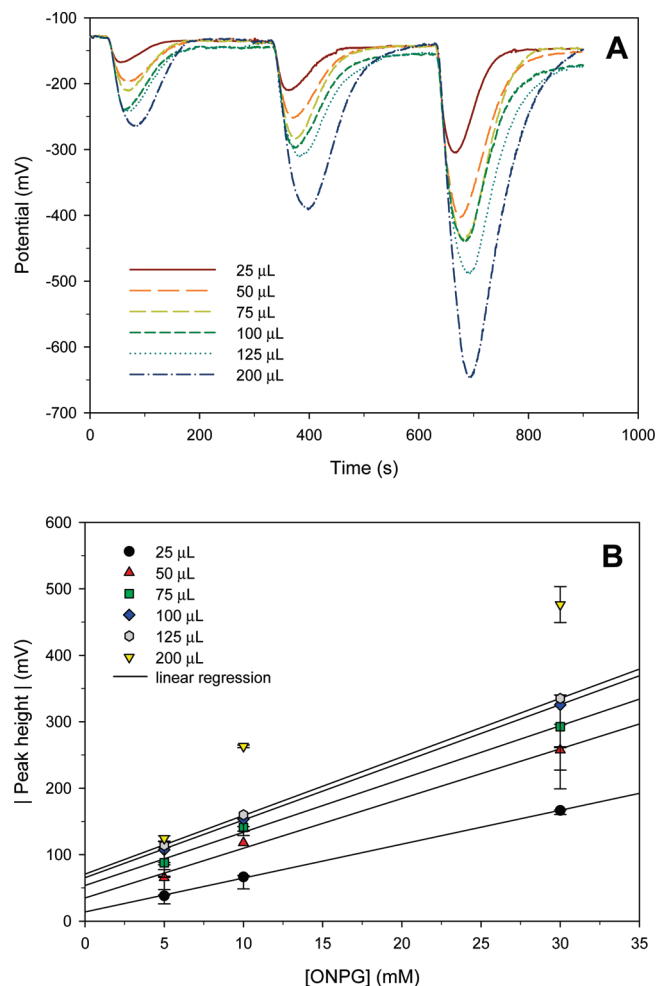 A
-100
-200
-300
-400
-500
-600
-700
Potential (mV)
25 µL
50 µL
75 µL
100 µL
125 µL
200 µL
0
200
400
600
800
1000
Time (s)
B
600
500
400
300
200
100
0
| Peak height | (mV)
25 µL
50 µL
75 µL
100 µL
125 µL
200 µL
linear regression
0
5
10
15
20
25
30
35
[ONPG] (mM)